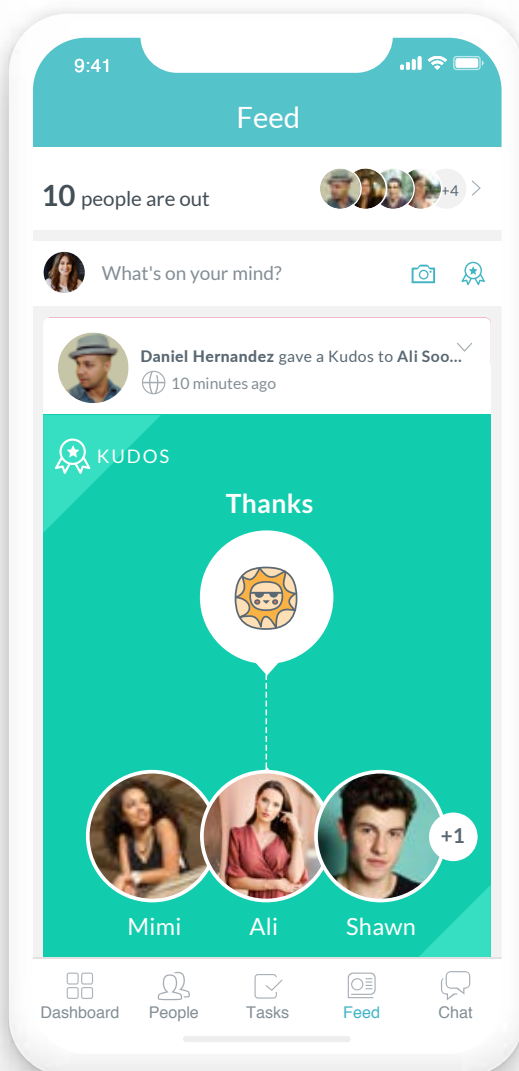 9:41
Feed
10 people are out
+4
What's on your mind?
Daniel Hernandez gave a Kudos to Ali Soo...
10 minutes ago
KUDOS
Thanks
+1
Mimi Ali Shawn
Dashboard People Tasks Feed Chat